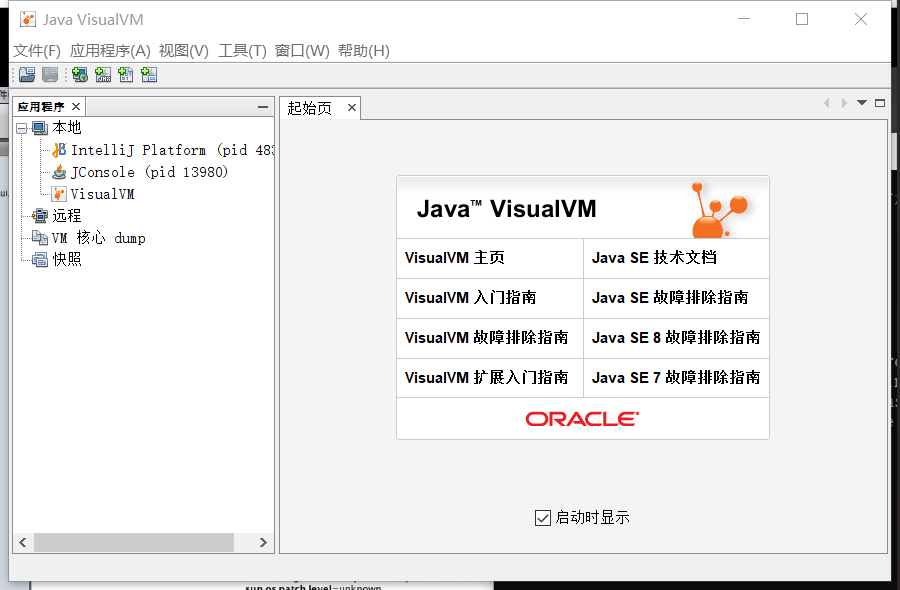 Java VisualVM
文件(F) 应用程序(A) 视图(V) 工具(T) 窗口(W) 帮助(H)
应用程序
起始页
本地
IntelliJ Platform (pid 483
JConsole (pid 13980)
VisualVM
远程
VM 核心 dump
快照
Java™ VisualVM
VisualVM 主页
Java SE 技术文档
VisualVM 入门指南
Java SE 故障排除指南
VisualVM 故障排除指南
Java SE 8 故障排除指南
VisualVM 扩展入门指南
Java SE 7 故障排除指南
ORACLE
启动时显示
sun.os.patch.level=unknown